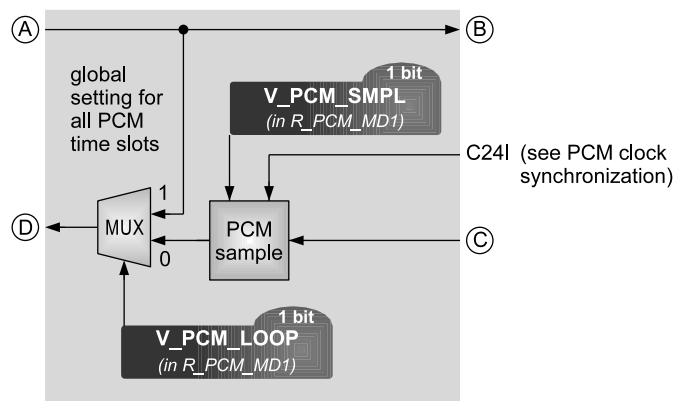 A
B
global
setting for
all PCM
time slots
1 bit
V_PCM_SMPL
(in R_PCM_MD1)
C24I (see PCM clock
synchronization)
1
D
MUX
0
PCM
sample
C
1 bit
V_PCM_LOOP
(in R_PCM_MD1)